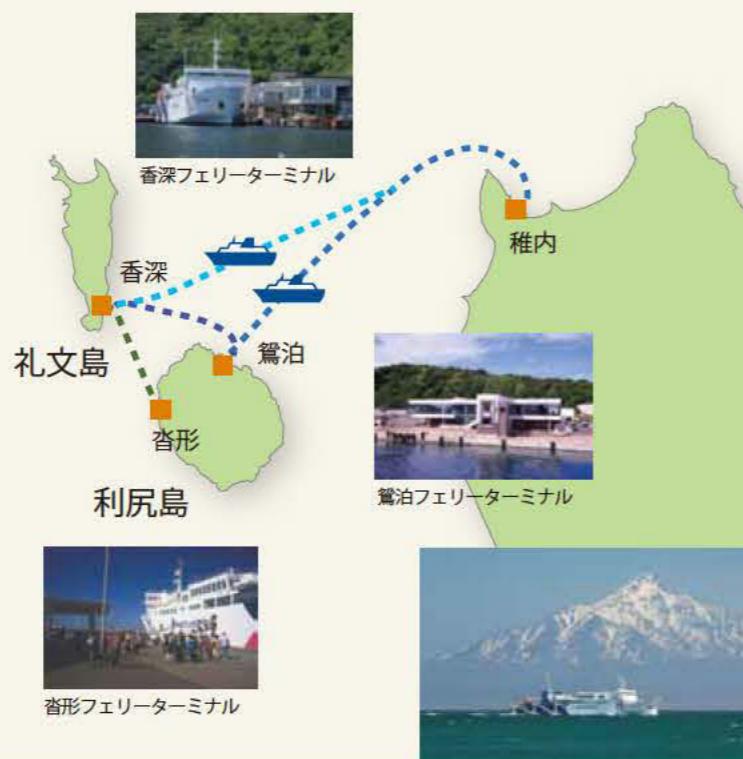 香深フェリーターミナル
稚内
香深
礼文島
鴛泊
沓形
利尻島
鴛泊フェリーターミナル
沓形フェリーターミナル